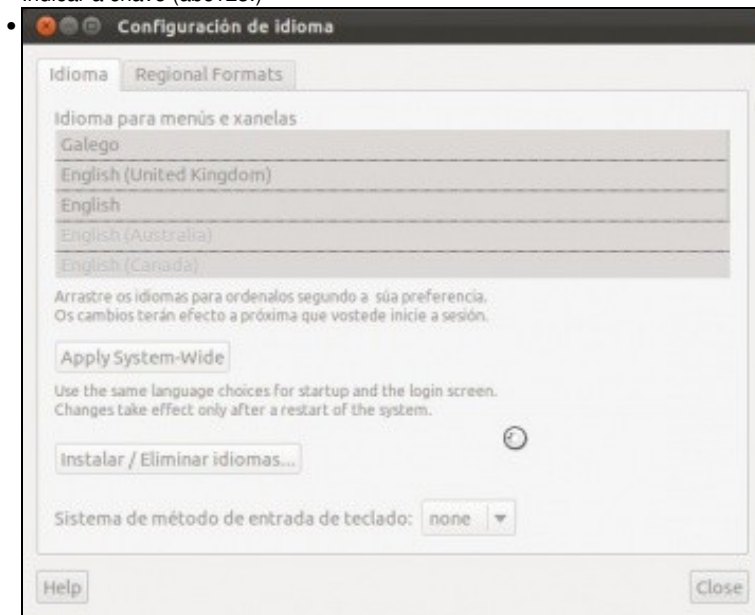 Configuración de idioma
Idioma Regional Formats
Idioma para menús e xanelas
Galego
English (United Kingdom)
English
English (Australia)
English (Canada)
Arrastre os idiomas para ordenalos segundo a súa preferencia.
Os cambios terán efecto a próxima que vostede inicie a sesión.
Apply System-Wide
Use the same language choices for startup and the login screen.
Changes take effect only after a restart of the system.
Instalar / Eliminar idiomas...
Sistema de método de entrada de teclado: none
Help Close